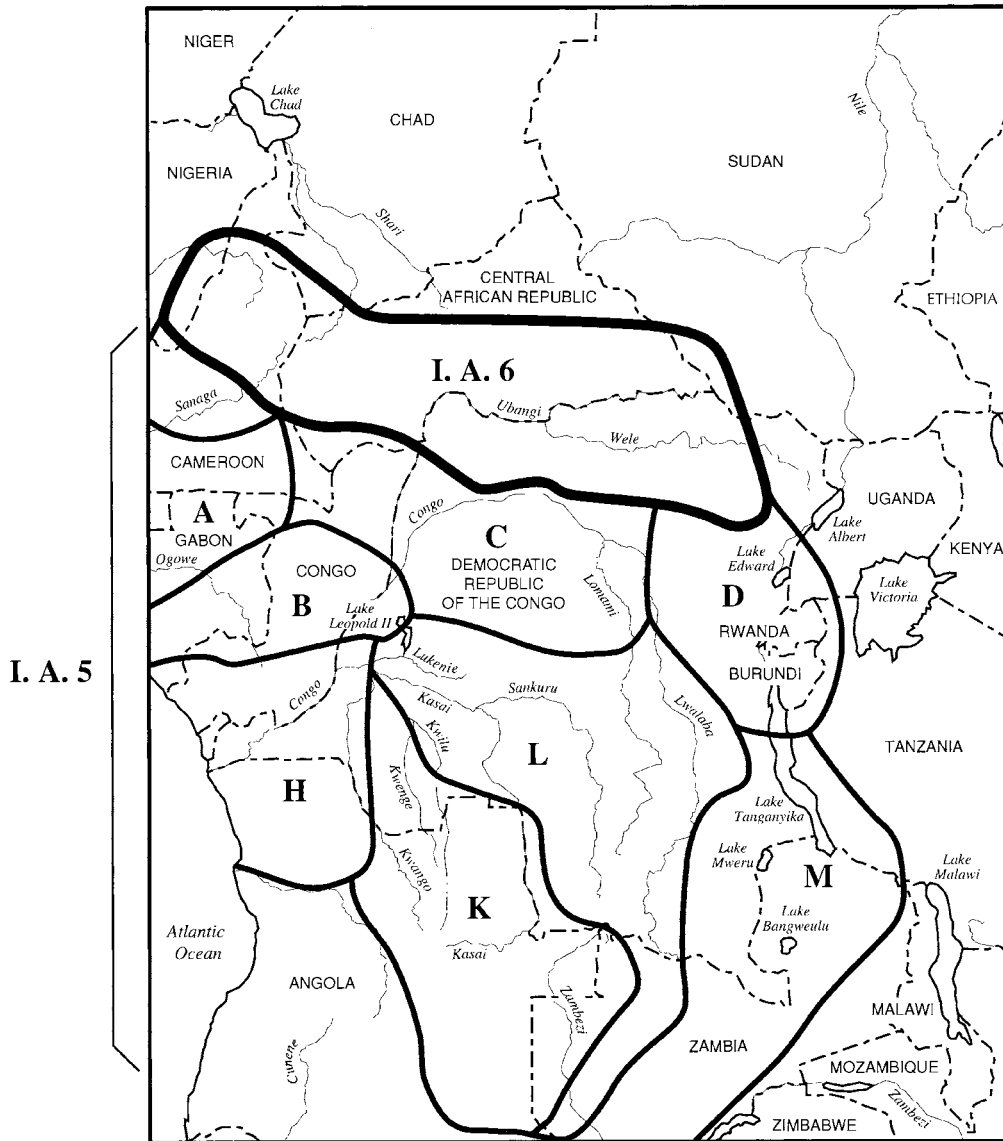 NIGER
Lake
Chad
CHAD
Nile
SUDAN
NIGERIA
Shari
CENTRAL
AFRICAN REPUBLIC
ETHIOPIA
I. A. 6
Sanaga
Ubangi
Wele
CAMEROON
UGANDA
A
Congo
C
Lake
Albert
GABON
KENYA
Ogowe
CONGO
DEMOCRATIC
REPUBLIC
OF THE CONGO
Lomami
Lake
Edward
D
Lake
Victoria
B
Lake
Leopold II
RWANDA
I. A. 5
Lukenie
BURUNDI
Congo
Kasai
Sankuru
Lwalaba
Kwilu
TANZANIA
L
H
Kwenge
Lake
Tanganyika
Lake
Mweru
Kwango
M
Lake
Malawi
K
Lake
Bangweulu
Atlantic
Ocean
Kasai
ANGOLA
Zambezi
MALAWI
Cunene
ZAMBIA
MOZAMBIQUE
Zambezi
ZIMBABWE